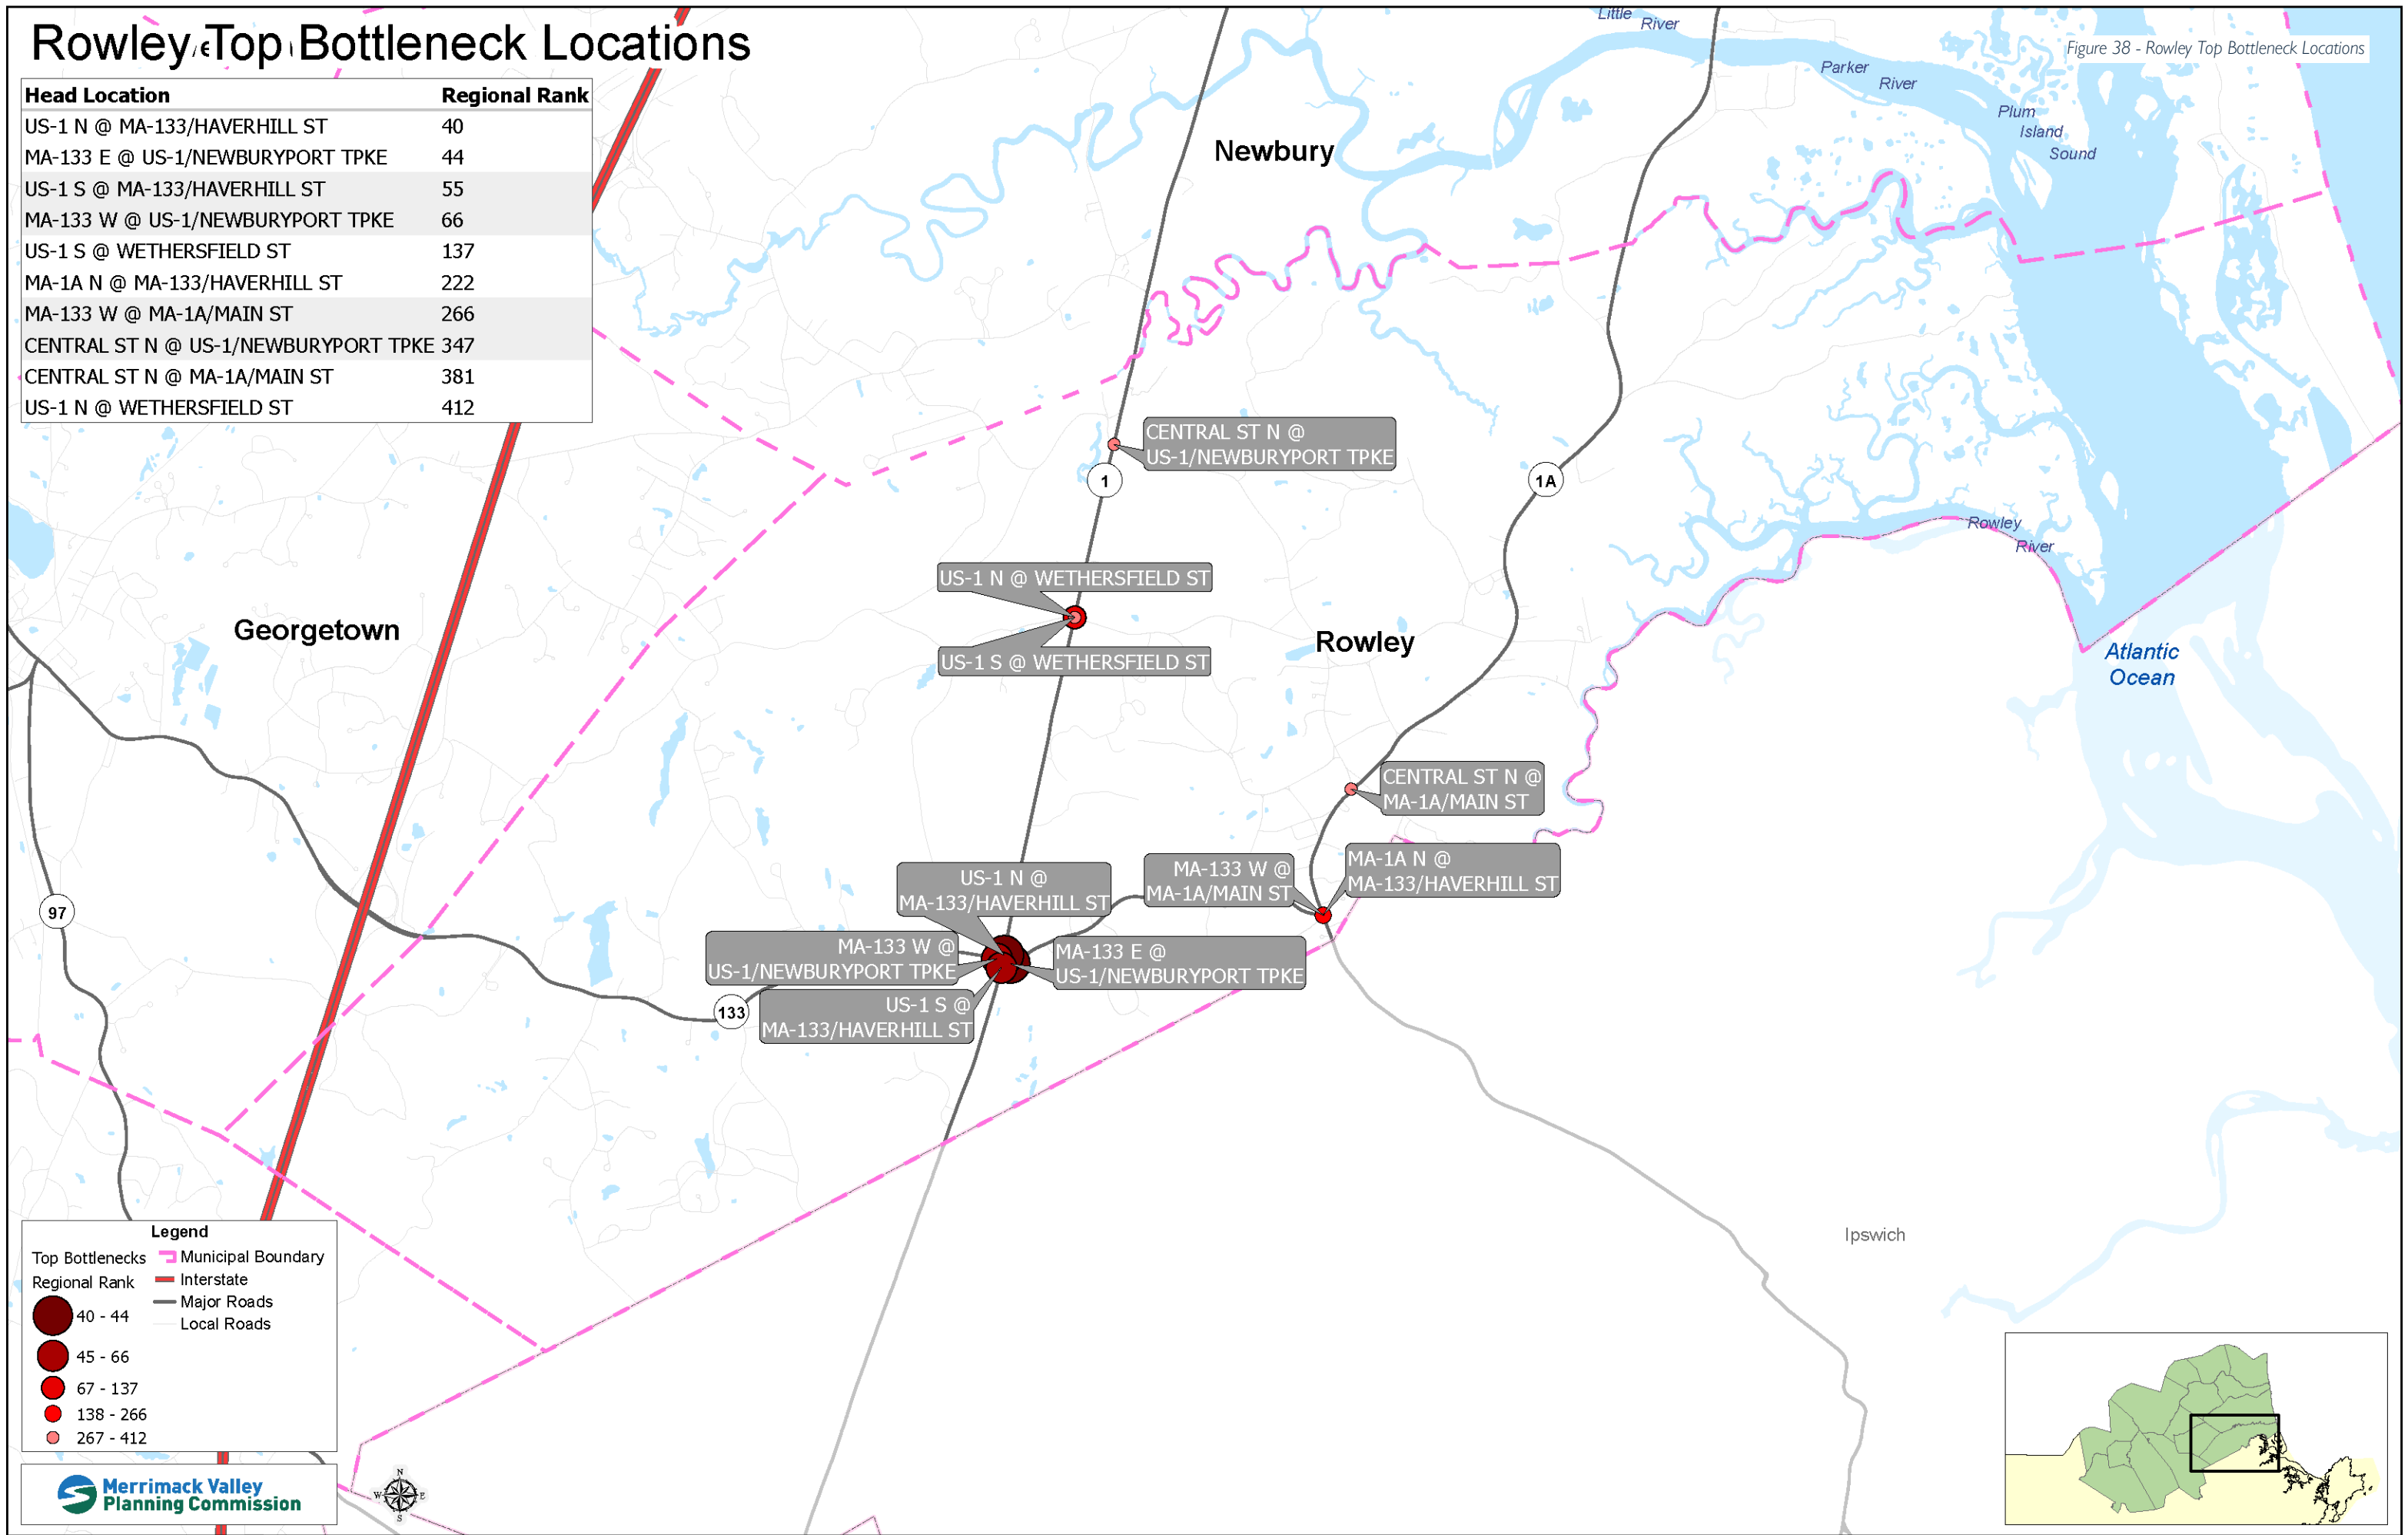 Rowley Top Bottleneck Locations
Figure 38 - Rowley Top Bottleneck Locations
Head Location Regional Rank
US-1 N @ MA-133/HAVERHILL ST 40
MA-133 E @ US-1/NEWBURYPORT TPKE 44
US-1 S @ MA-133/HAVERHILL ST 55
MA-133 W @ US-1/NEWBURYPORT TPKE 66
US-1 S @ WETHERSFIELD ST 137
MA-1A N @ MA-133/HAVERHILL ST 222
MA-133 W @ MA-1A/MAIN ST 266
CENTRAL ST N @ US-1/NEWBURYPORT TPKE 347
CENTRAL ST N @ MA-1A/MAIN ST 381
US-1 N @ WETHERSFIELD ST 412
Little
River
Parker
River
Plum
Island
Sound
Newbury
CENTRAL ST N @
US-1/NEWBURYPORT TPKE
1
1A
Rowley
River
US-1 N @ WETHERSFIELD ST
US-1 S @ WETHERSFIELD ST
Georgetown
Rowley
Atlantic
Ocean
CENTRAL ST N @
MA-1A/MAIN ST
US-1 N @
MA-133/HAVERHILL ST
MA-133 W @
MA-1A/MAIN ST
MA-1A N @
MA-133/HAVERHILL ST
97
MA-133 W @
US-1/NEWBURYPORT TPKE
MA-133 E @
US-1/NEWBURYPORT TPKE
133
US-1 S @
MA-133/HAVERHILL ST
Ipswich
Legend
Top Bottlenecks
Regional Rank
40 - 44
45 - 66
67 - 137
138 - 266
267 - 412
Municipal Boundary
Interstate
Major Roads
Local Roads
Merrimack Valley
Planning Commission
N
W E
S